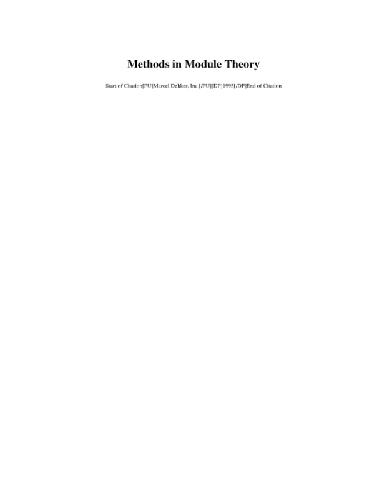 Methods in Module Theory
Start of Citation[PU]Marcel Dekker, Inc.[/PU][DP]1993[/DP]End of Citation